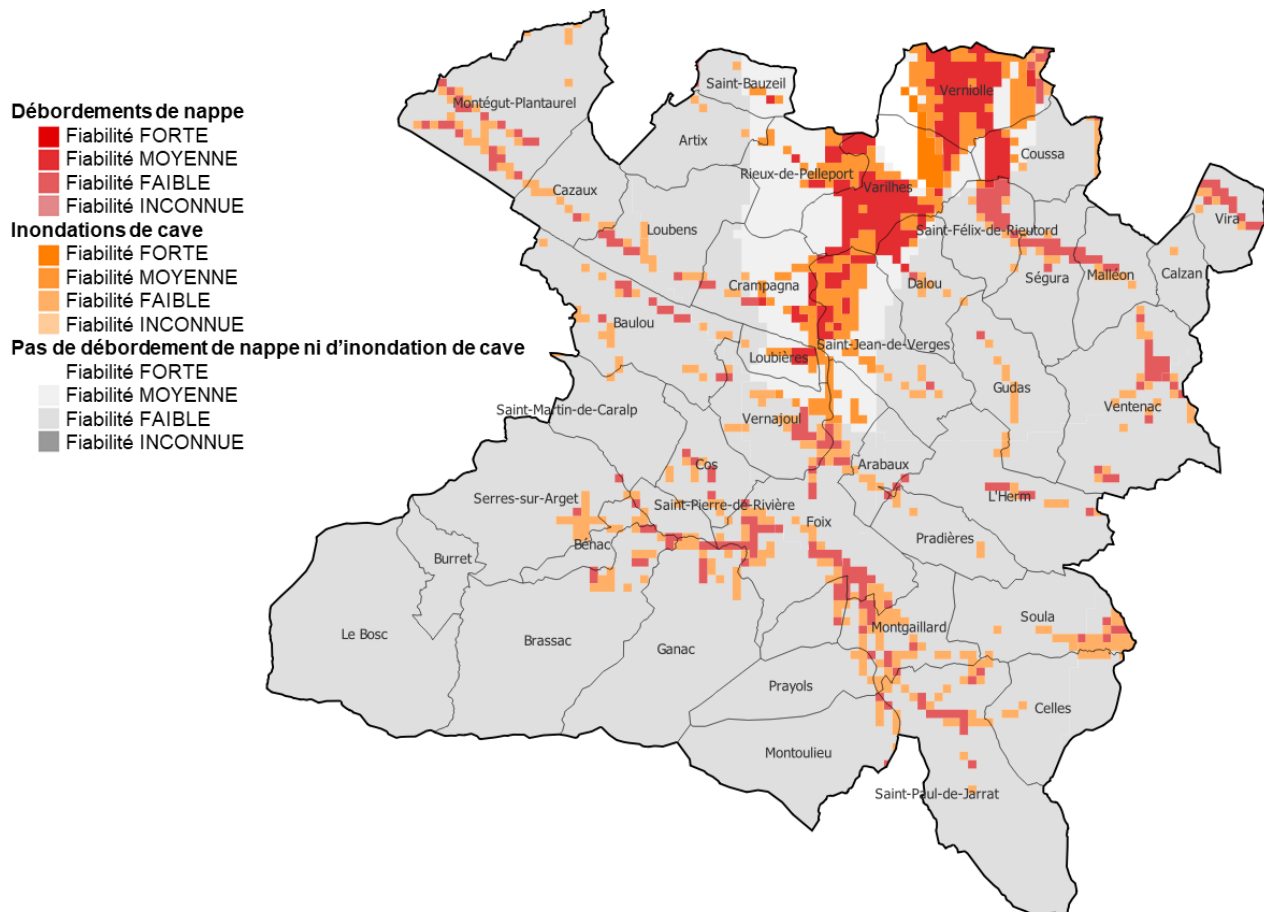 Débordements de nappe
Fiabilité FORTE
Fiabilité MOYENNE
Fiabilité FAIBLE
Fiabilité INCONNUE
Inondations de cave
Fiabilité FORTE
Fiabilité MOYENNE
Fiabilité FAIBLE
Fiabilité INCONNUE
Pas de débordement de nappe ni d'inondation de cave
Fiabilité FORTE
Fiabilité MOYENNE
Fiabilité FAIBLE
Fiabilité INCONNUE
Saint-Bauzeil
Verniolle
Montégut-Plantaurel
Artix
Coussa
Rieux-de-Pelleport
Cazaux
Varilhes
Vira
Loubens
Saint-Félix-de-Rieutord
Ségura
Malléon
Calzan
Crampagna
Dalou
Baulou
Saint-Jean-de-Verges
Loubières
Gudas
Saint-Martin-de-Caralp
Vernajoul
Ventenac
Cos
Arabaux
Serres-sur-Arget
Saint-Pierre-de-Rivière
L'Herm
Foix
Bénac
Pradières
Burret
Soula
Le Bosc
Brassac
Ganac
Montgaillard
Prayols
Celles
Montoulieu
Saint-Paul-de-Jarrat